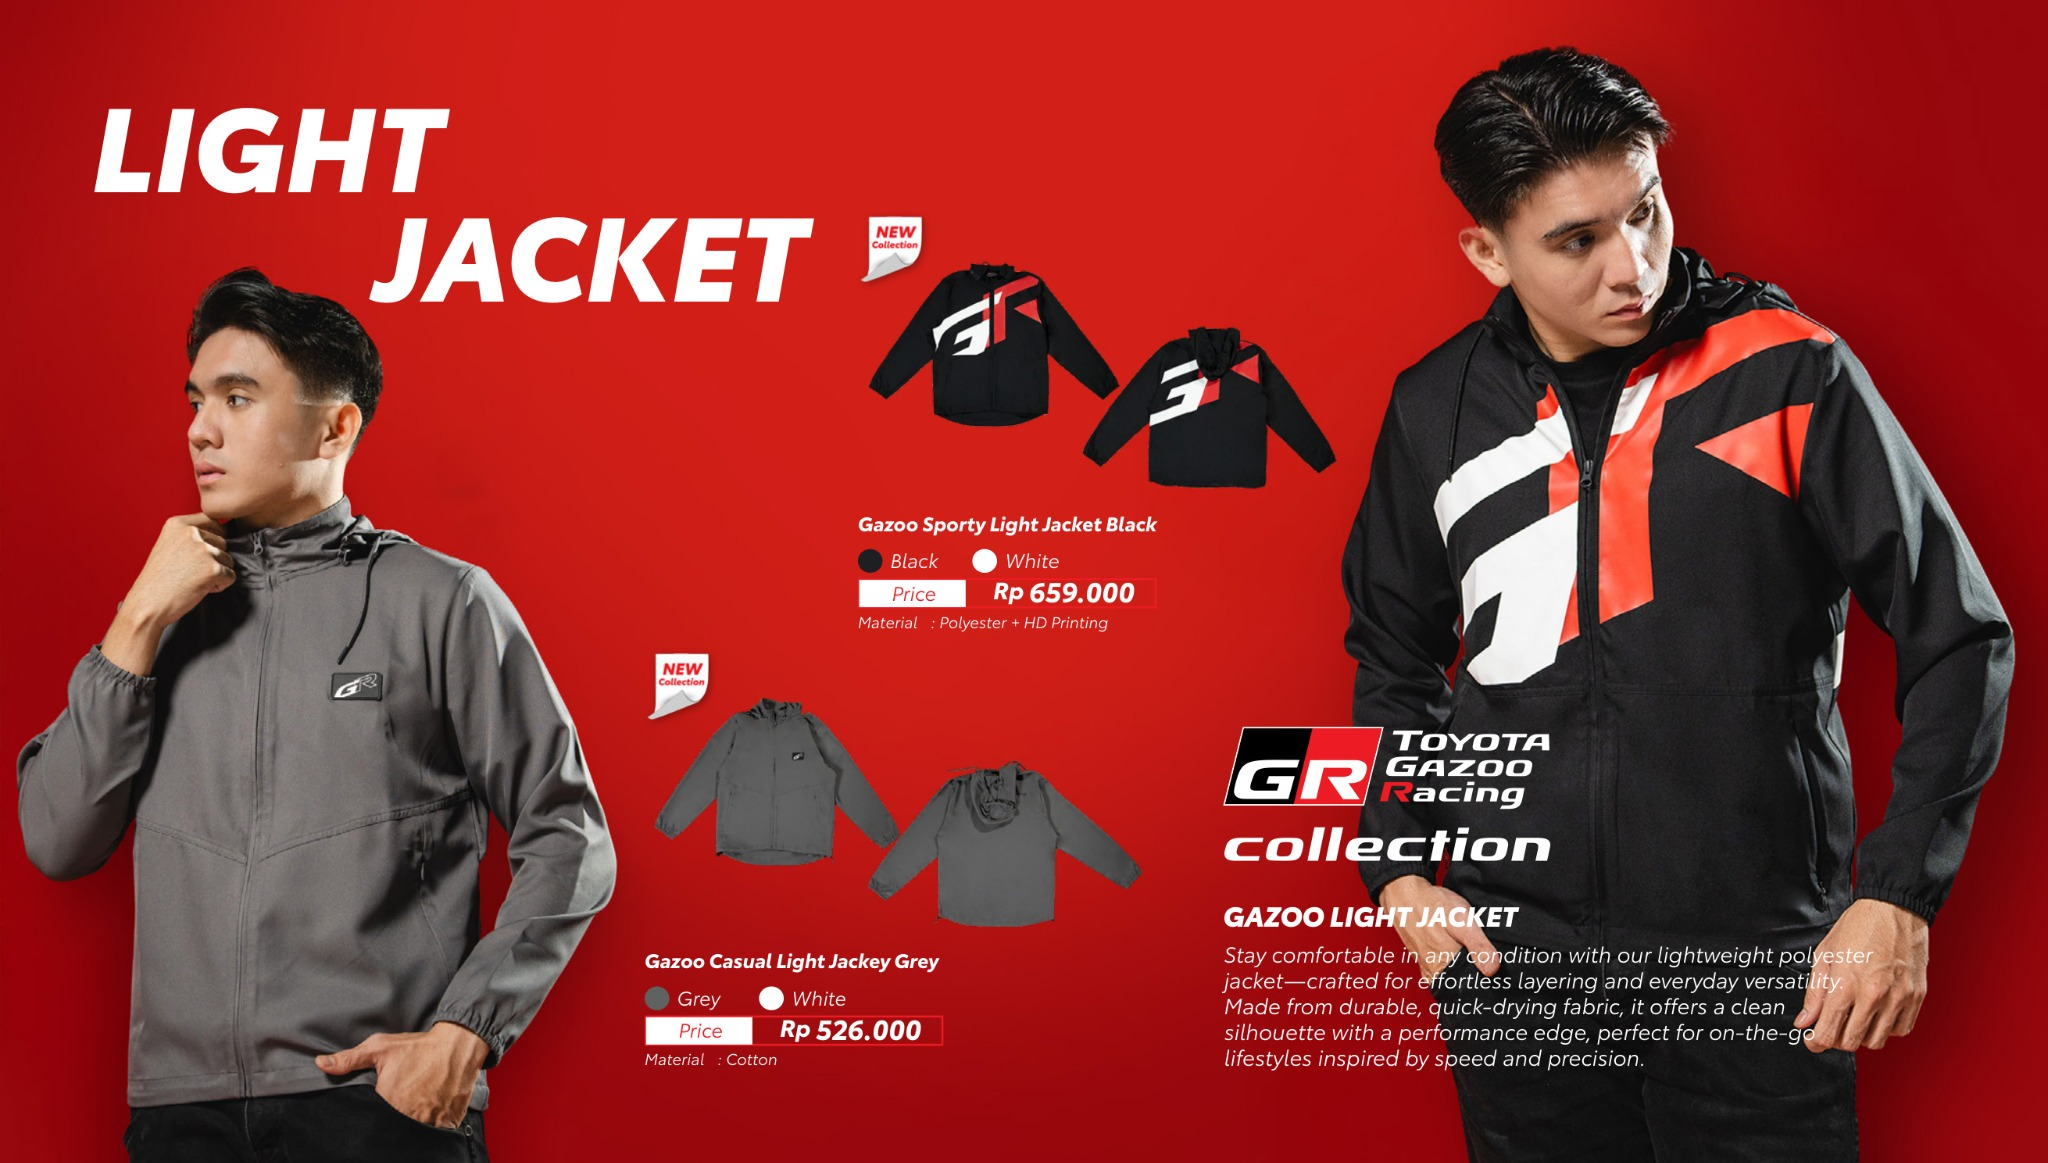 LIGHT
JACKET
NEW
Collection
Gazoo Sporty Light Jacket Black
Black White
Price Rp 659.000
Material : Polyester + HD Printing
NEW
Collection
Gazoo Casual Light Jackey Grey
Grey White
Price Rp 526.000
Material : Cotton
GR
GR TOYOTA
GAZOO
Racing
collection
GAZOO LIGHT JACKET
Stay comfortable in any condition with our lightweight polyester
jacket—crafted for effortless layering and everyday versatility.
Made from durable, quick-drying fabric, it offers a clean
silhouette with a performance edge, perfect for on-the-go
lifestyles inspired by speed and precision.